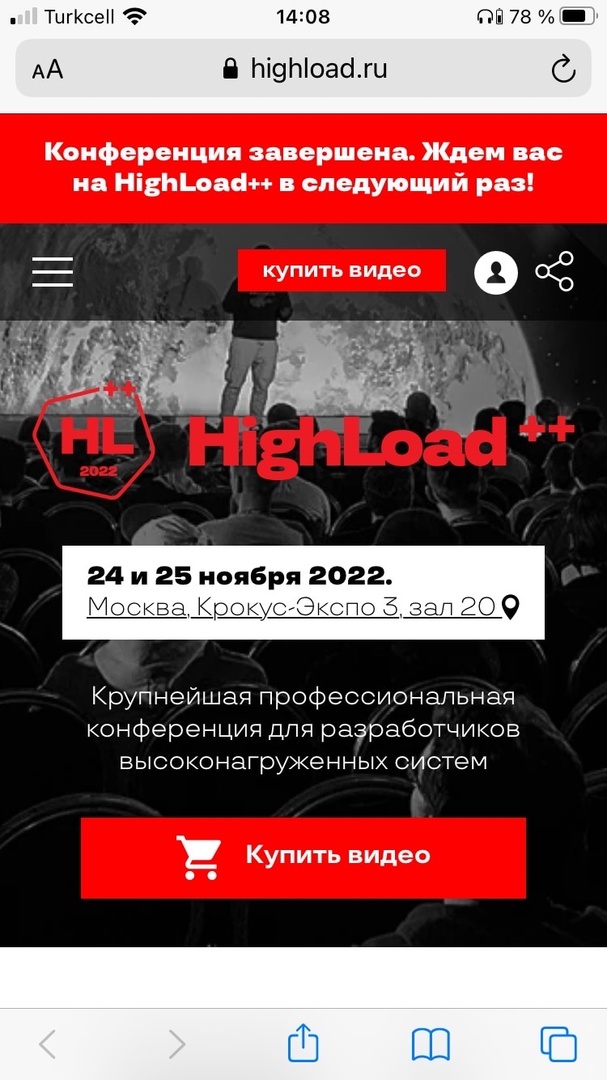 Turkcell 14:08 78 %
AA highload.ru
Конференция завершена. Ждем вас
на HighLoad++ в следующий раз!
купить видео
++
HL
2022
HighLoad++
24 и 25 ноября 2022.
Москва, Крокус-Экспо 3, зал 20
Крупнейшая профессиональная
конференция для разработчиков
высоконагруженных систем
Купить видео